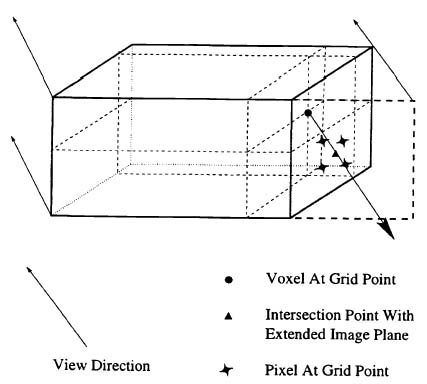 Voxel At Grid Point
Intersection Point With
Extended Image Plane
View Direction
Pixel At Grid Point